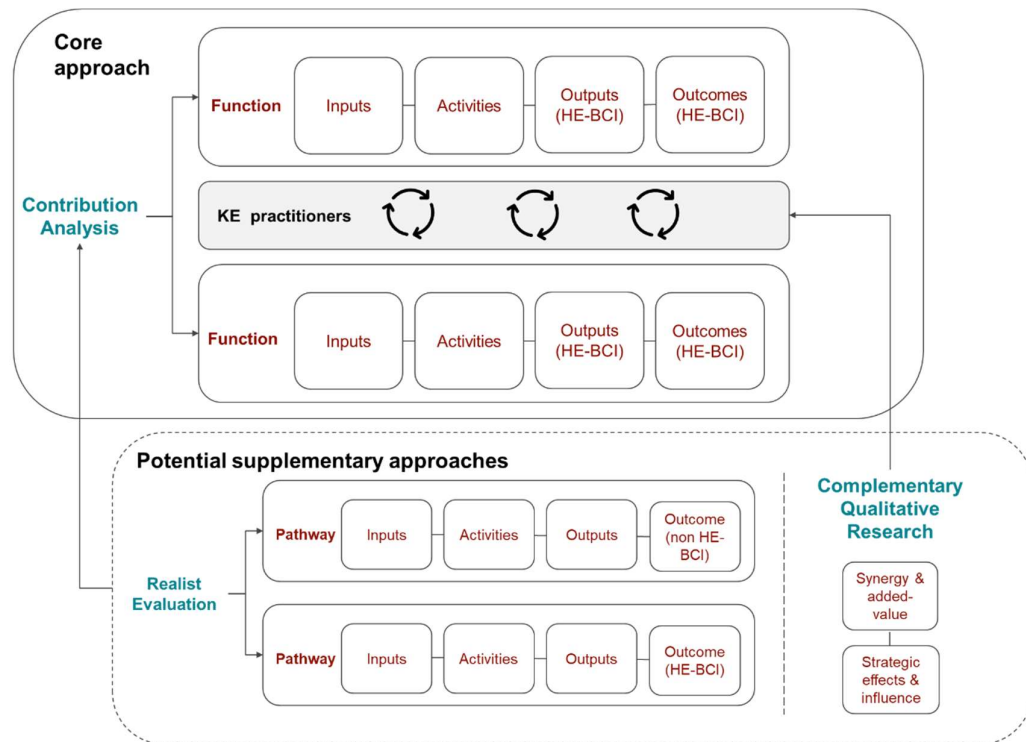 Core
approach
Function
Inputs
Activities
Outputs
(HE-BCI)
Outcomes
(HE-BCI)
Contribution
Analysis
KE practitioners
Function
Inputs
Activities
Outputs
(HE-BCI)
Outcomes
(HE-BCI)
Potential supplementary approaches
Pathway
Inputs
Activities
Outputs
Outcome
(non HE-
BCI)
Realist
Evaluation
Pathway
Inputs
Activities
Outputs
Outcome
(HE-BCI)
Complementary
Qualitative
Research
Synergy &
added-
value
Strategic
effects &
influence